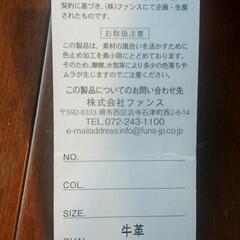 契約に基づき、(株)ファンスにて企画・生産
されたものです。
お取扱注意
この製品は、素材の風合いを活かすために
色止め加工を最小限にとどめております。
そのため、摩擦、水気等により多少の色落ちや
ムラが生じますのでご注意ください。
この製品についてのお問い合わせ先
株式会社ファンス
〒592-8333 堺市西区浜寺石津町西2-8-14
TEL. 072-243-1100
e-mailaddress.info@funs-jp.co.jp
NO.
COL.
SIZE.
牛革